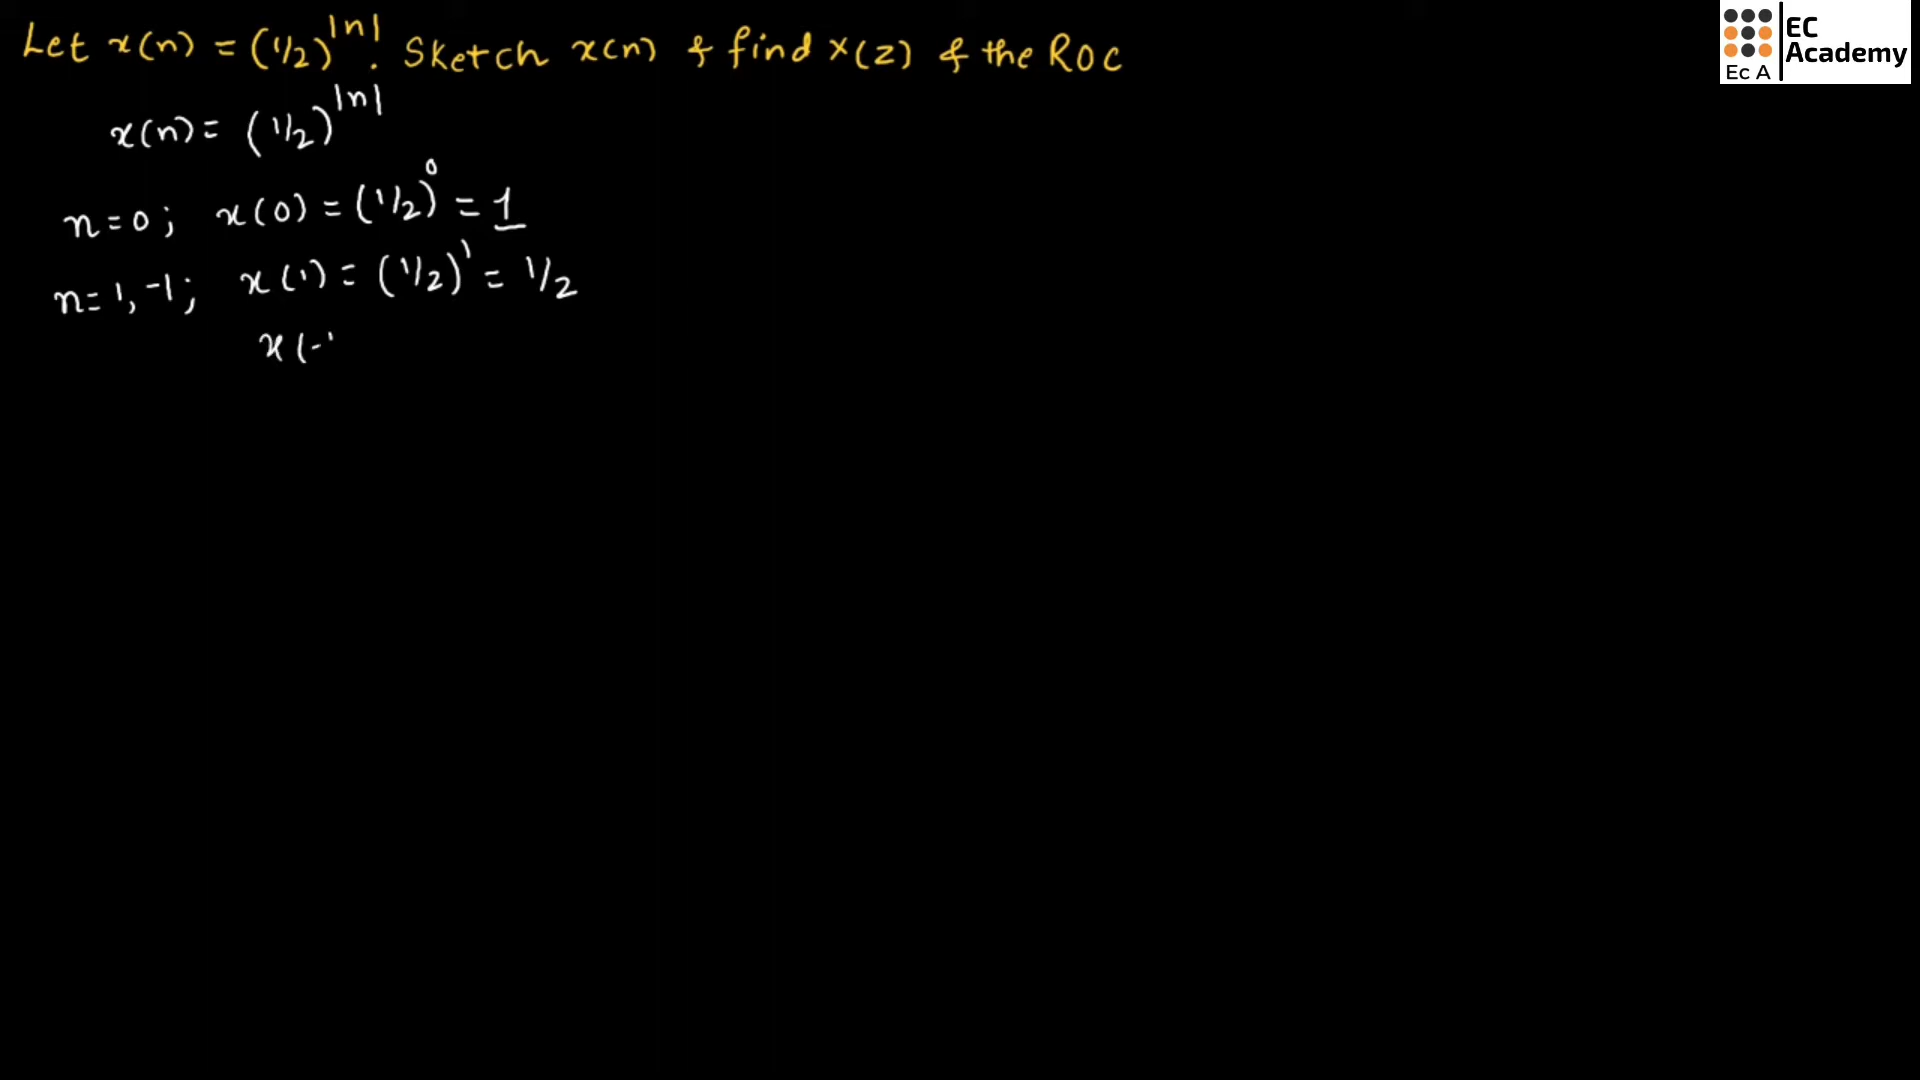 Let x(n) = (1/2)^|n|. Sketch x(n) & find X(z) & the ROC
EC
Academy
Ec A
x(n) = (1/2)^|n|
n=0; x(0) = (1/2)^0 = 1
n=1,-1; x(1) = (1/2)^1 = 1/2
x(-1